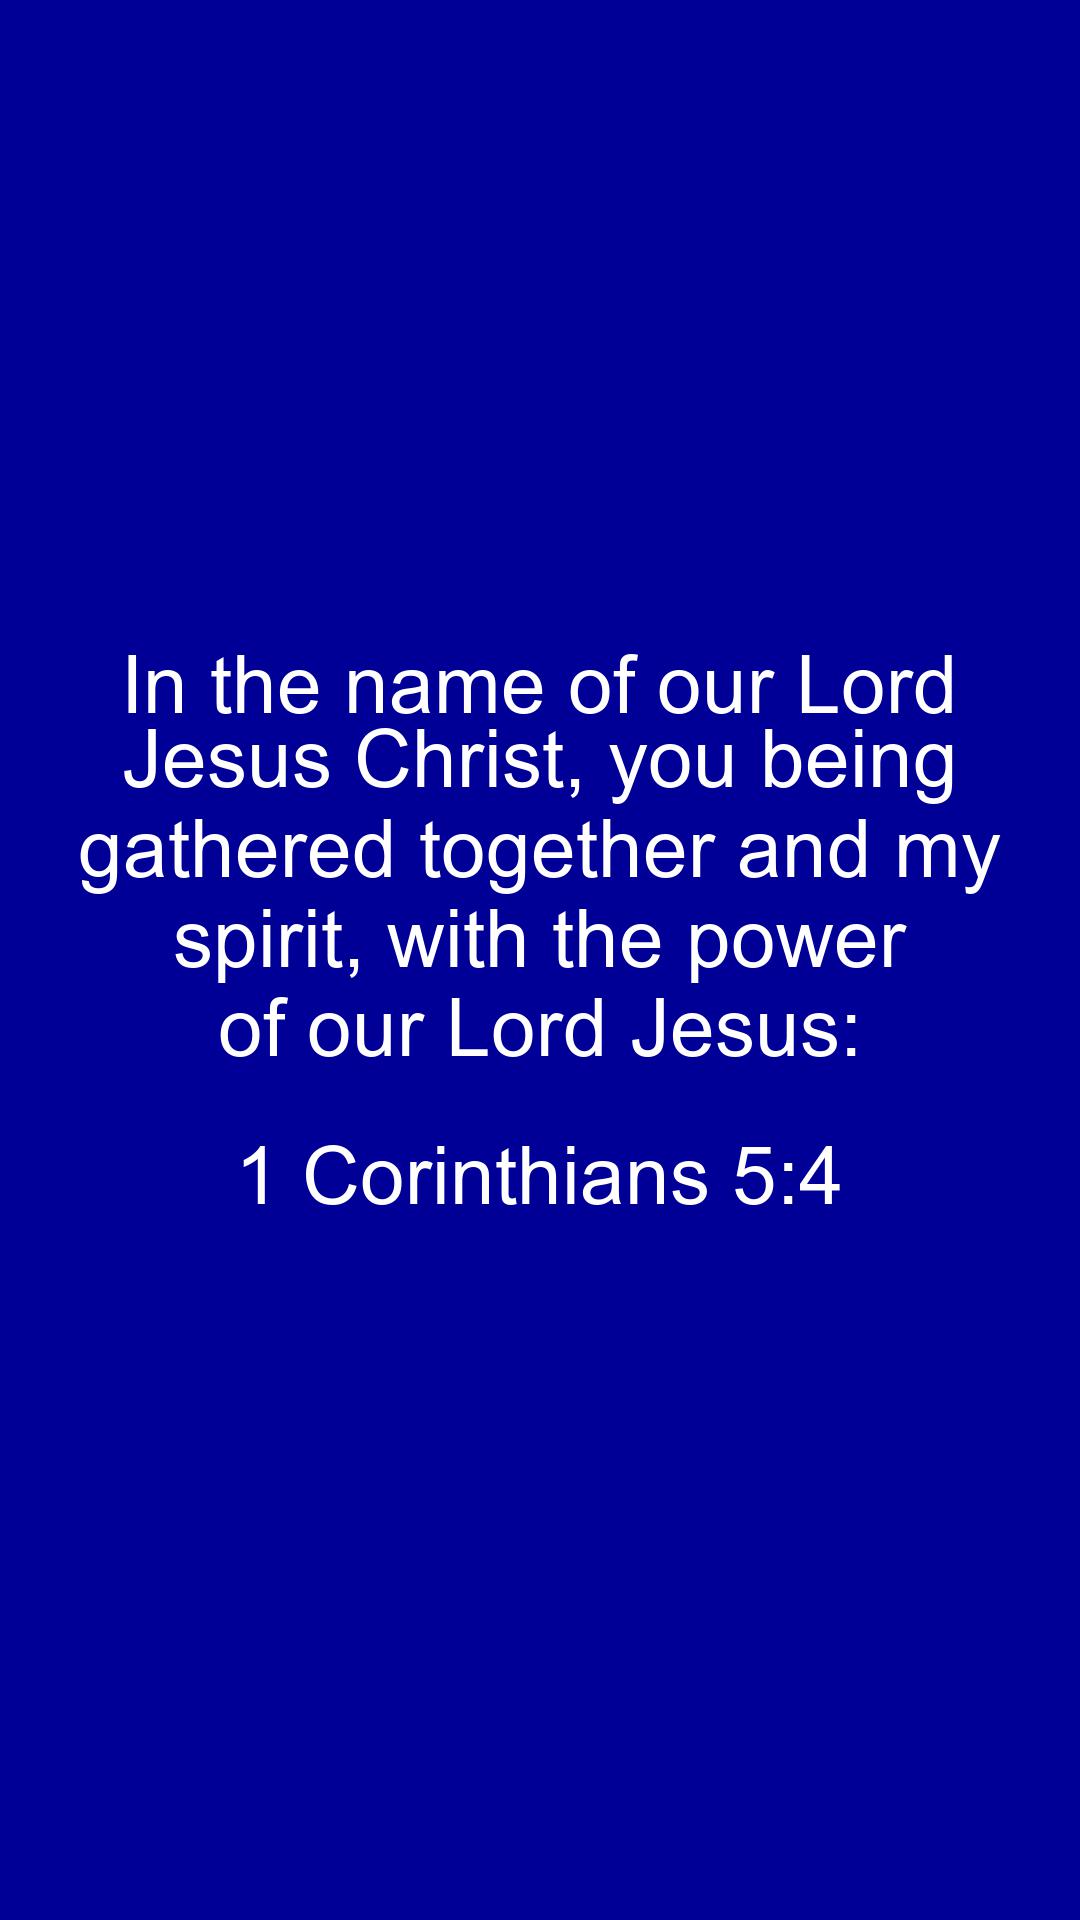 In the name of our Lord
Jesus Christ, you being
gathered together and my
spirit, with the power
of our Lord Jesus:
1 Corinthians 5:4